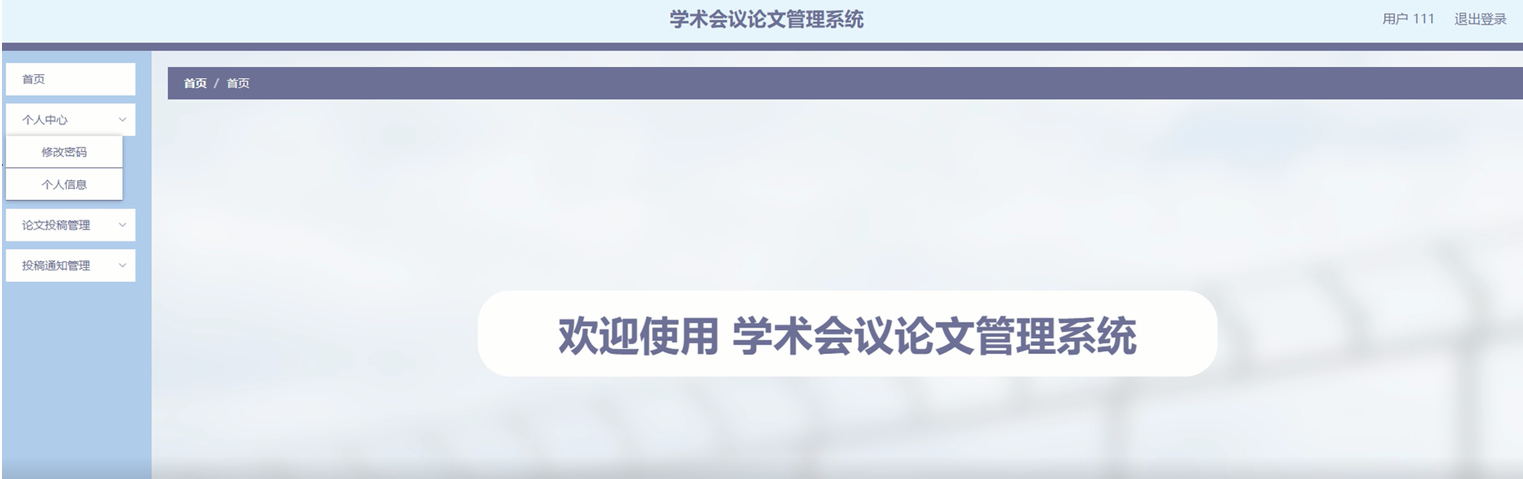 学术会议论文管理系统
用户 111 退出登录
首页
个人中心
修改密码
个人信息
论文投稿管理
投稿通知管理
首页 / 首页
欢迎使用 学术会议论文管理系统